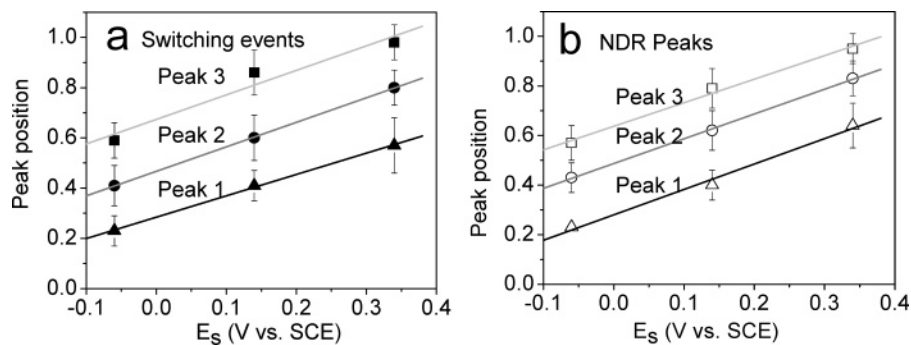 a Switching events
Peak 3
Peak 2
Peak 1
Peak position
1.0
0.8
0.6
0.4
0.2
0.0
-0.1 0.0 0.1 0.2 0.3 0.4
E_S (V vs. SCE)
b NDR Peaks
Peak 3
Peak 2
Peak 1
Peak position
1.0
0.8
0.6
0.4
0.2
0.0
-0.1 0.0 0.1 0.2 0.3 0.4
E_S (V vs. SCE)